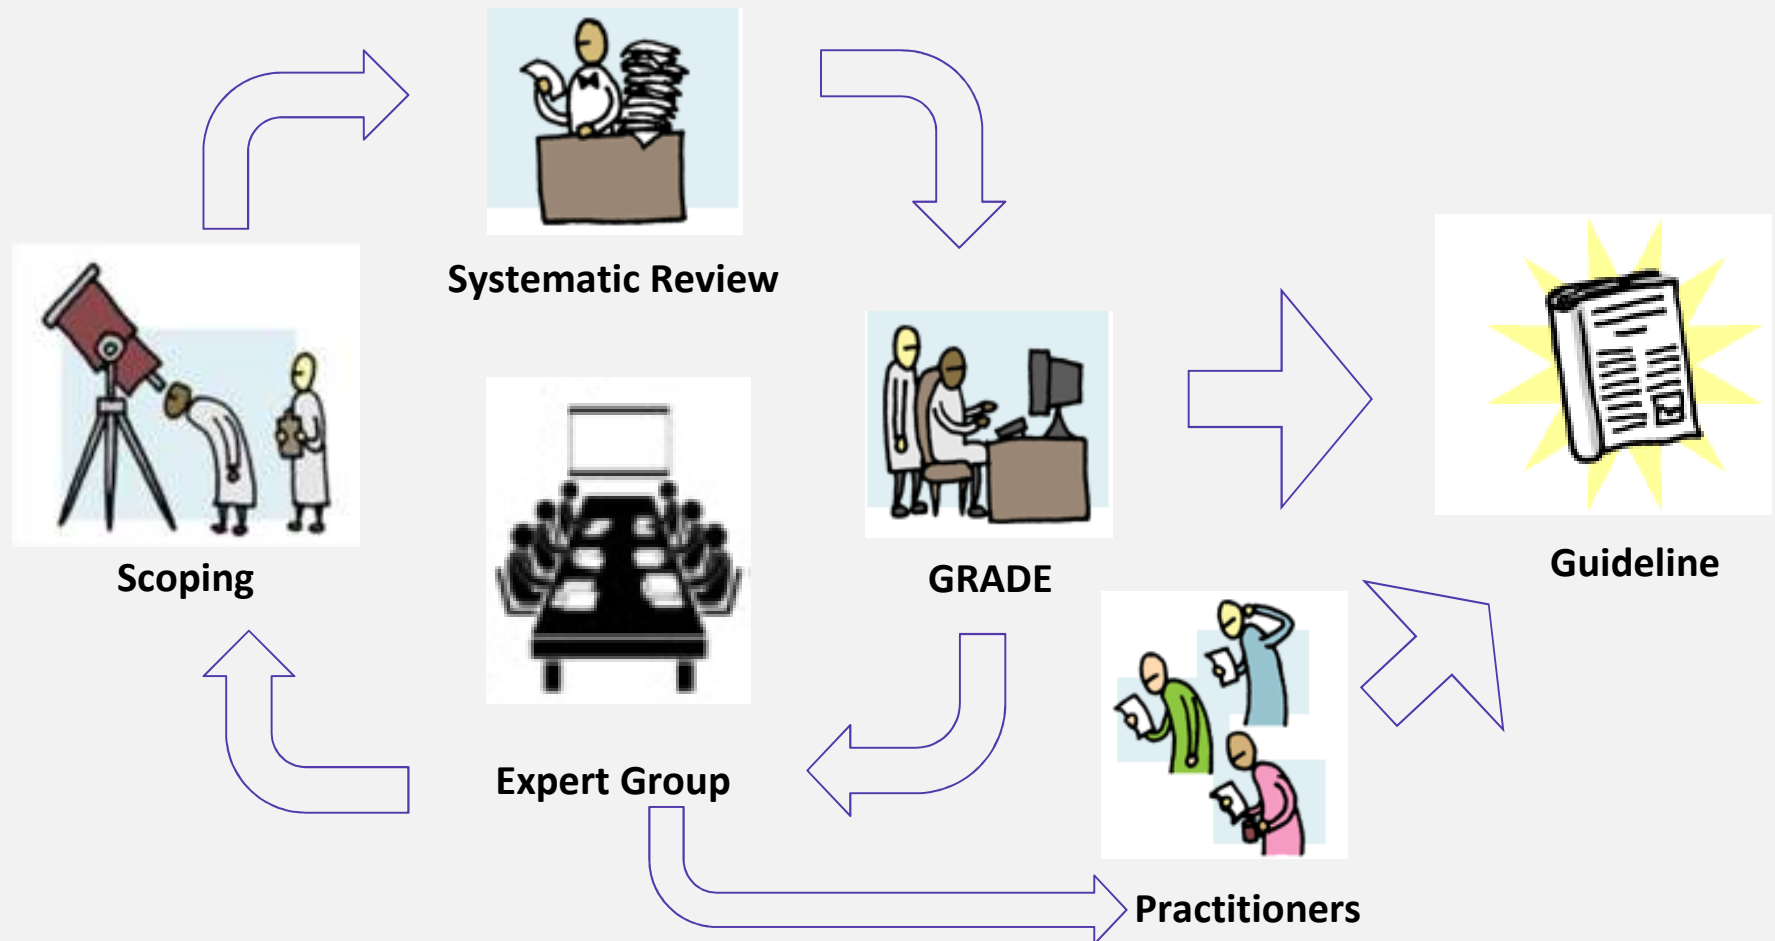 Systematic Review
Scoping
GRADE
Guideline
Expert Group
Practitioners